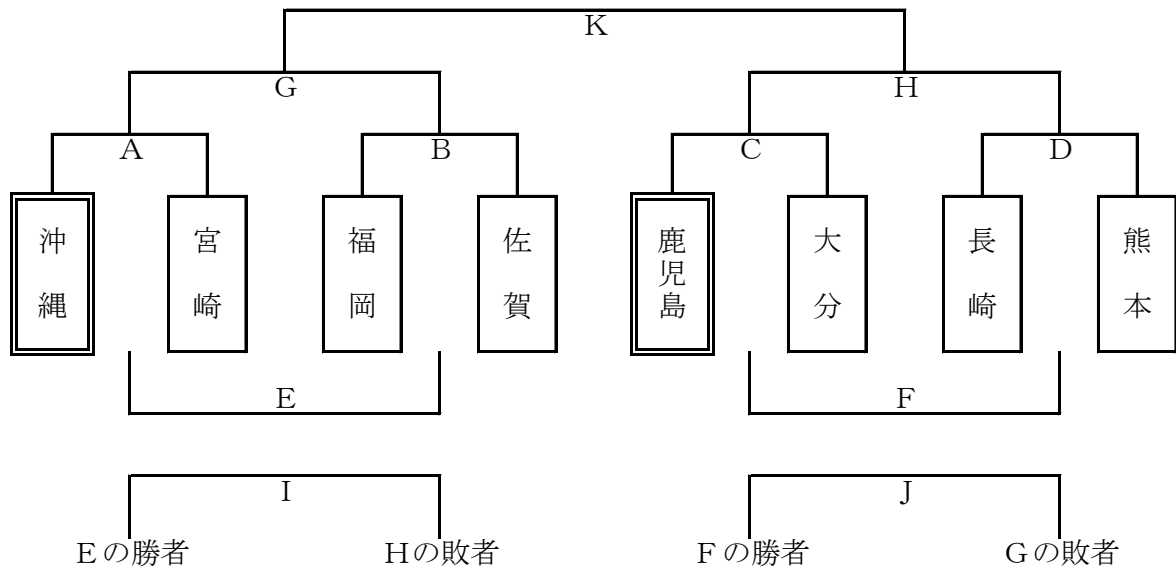 K
G H
A B C D
沖縄 宮崎 福岡 佐賀 鹿児島 大分 長崎 熊本
E F
I J
Eの勝者 Hの敗者 Fの勝者 Gの敗者